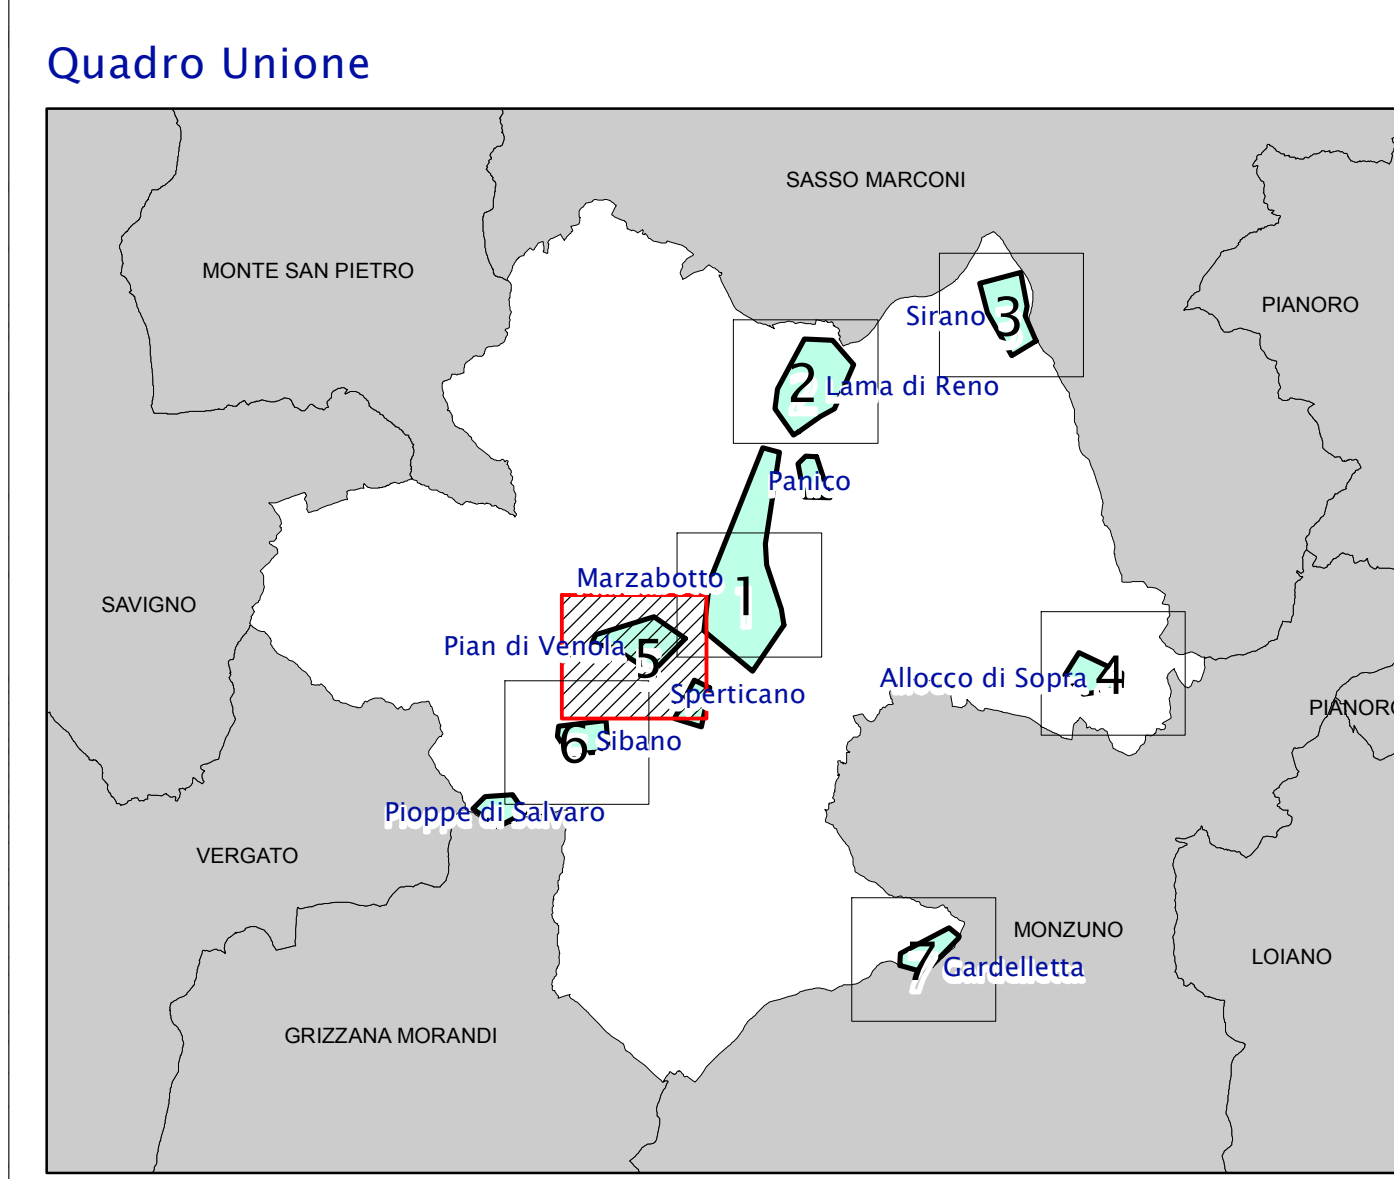 Quadro Unione
SASSO MARCONI
MONTE SAN PIETRO
PIANORO
Sirano
3
2
Lama di Reno
Panico
Marzabotto
1
SAVIGNO
Pian di Venola
5
Allocco di Sopra
4
Sperticano
PIANORO
6
Sibano
Pioppe di Salvaro
VERGATO
MONZUNO
7
Gardelletta
LOIANO
GRIZZANA MORANDI